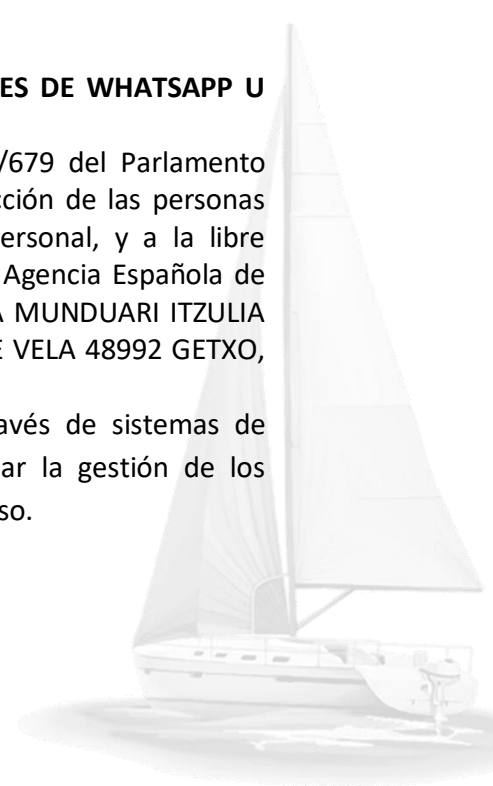 ES DE WHATSAPP U
/679 del Parlamento
cción de las personas
ersonal, y a la libre
Agencia Española de
A MUNDUARI ITZULIA
E VELA 48992 GETXO,
avés de sistemas de
ar la gestión de los
so.